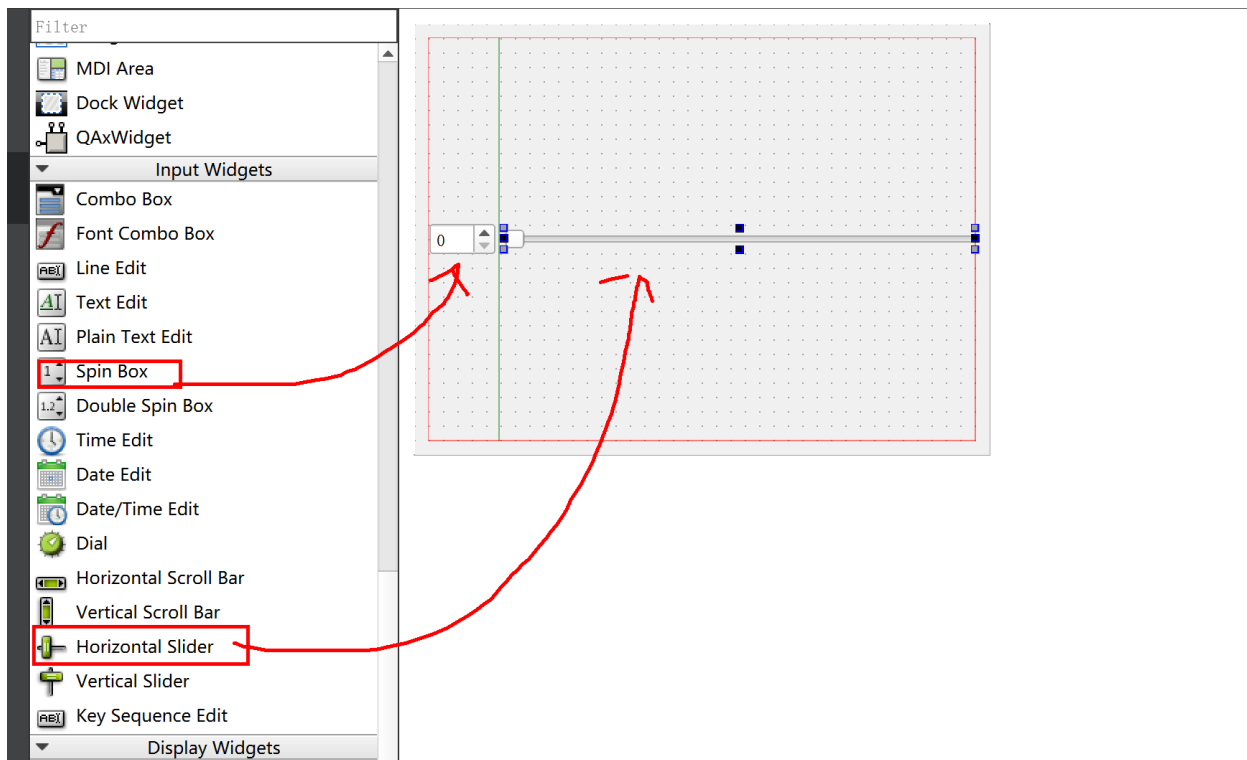 Filter
MDI Area
Dock Widget
QAxWidget
Input Widgets
Combo Box
Font Combo Box
Line Edit
Text Edit
Plain Text Edit
Spin Box
Double Spin Box
Time Edit
Date Edit
Date/Time Edit
Dial
Horizontal Scroll Bar
Vertical Scroll Bar
Horizontal Slider
Vertical Slider
Key Sequence Edit
Display Widgets
0